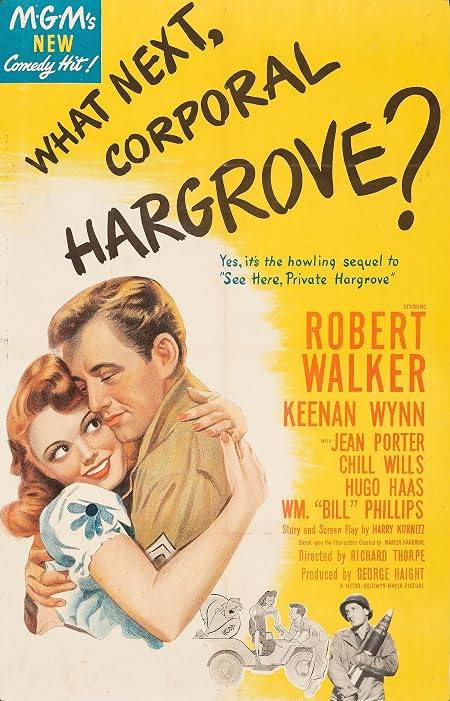 M-G-M's
NEW
Comedy Hit!
WHAT NEXT,
CORPORAL
HARGROVE?
Yes, it's the howling sequel to
"See Here, Private Hargrove"
STARRING
ROBERT
WALKER
KEENAN WYNN
WITH JEAN PORTER
CHILL WILLS
HUGO HAAS
WM. "BILL" PHILLIPS
Story and Screen Play by HARRY KURNITZ
Based upon the Characters Created by MARION HARGROVE
Directed by RICHARD THORPE
Produced by GEORGE HAIGHT
A METRO-GOLDWYN-MAYER PICTURE